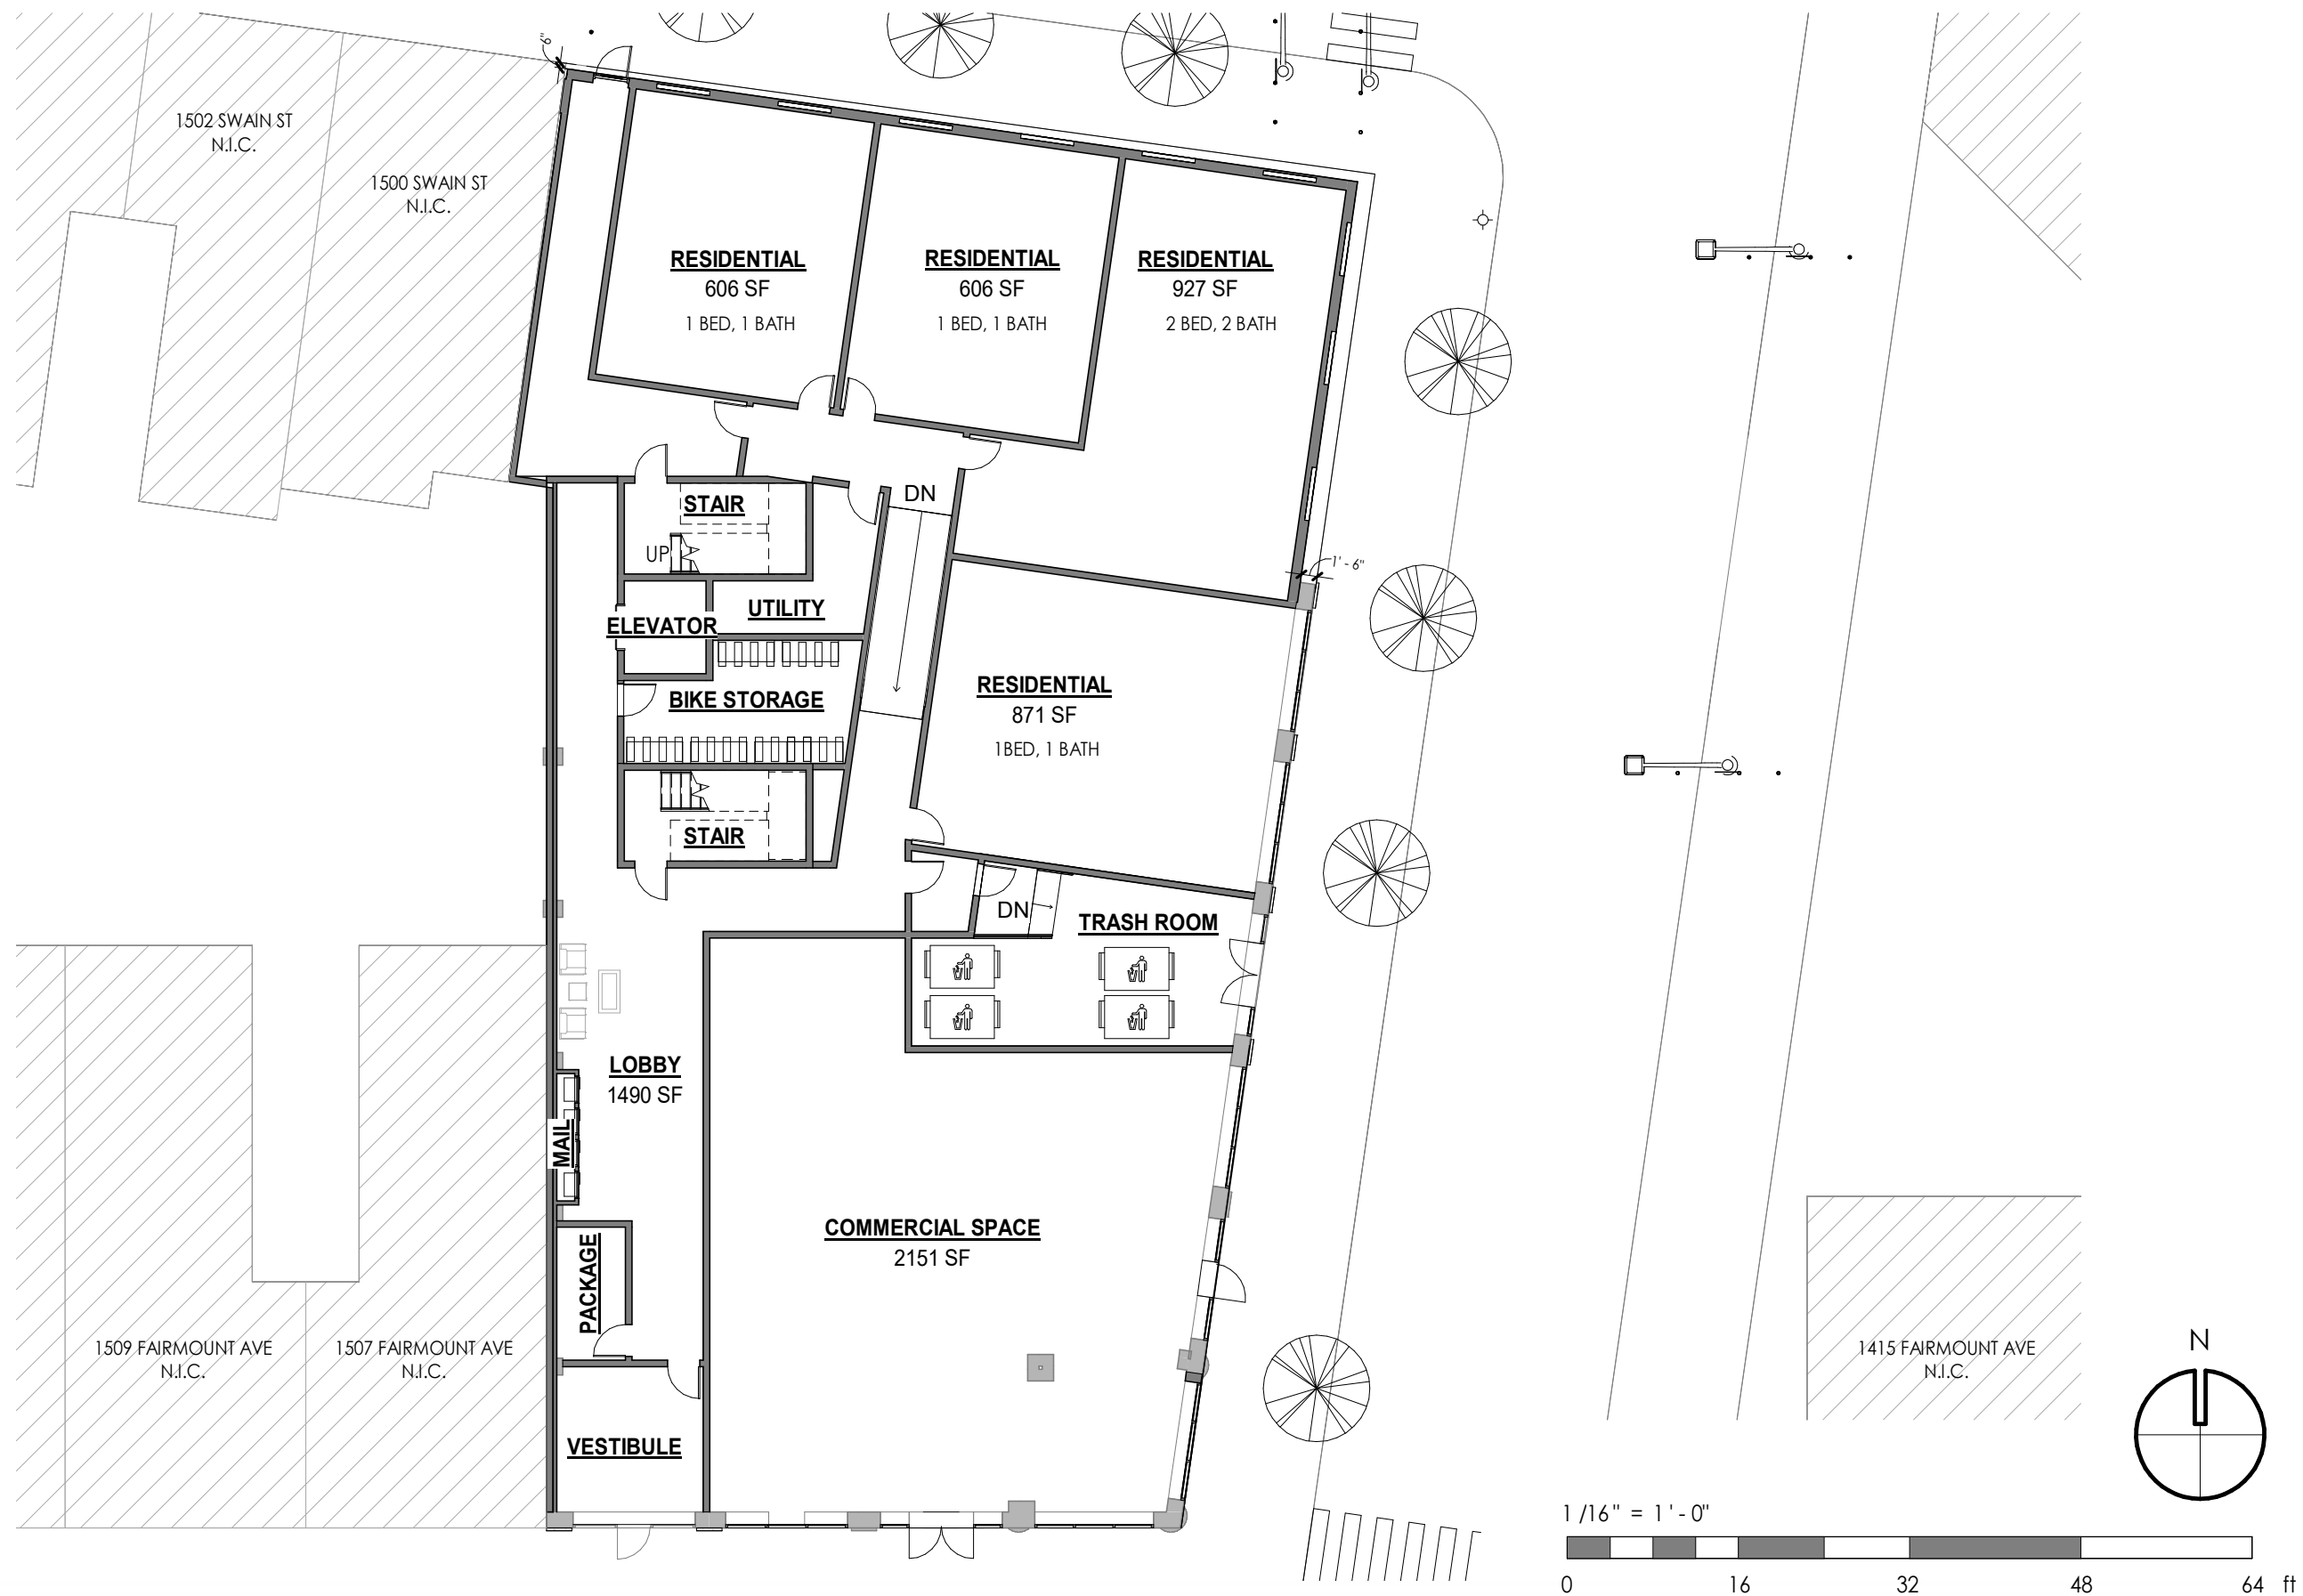 6"
1502 SWAIN ST
N.I.C.
1500 SWAIN ST
N.I.C.
RESIDENTIAL
606 SF
1 BED, 1 BATH
RESIDENTIAL
606 SF
1 BED, 1 BATH
RESIDENTIAL
927 SF
2 BED, 2 BATH
STAIR
UP
DN
ELEVATOR
UTILITY
1' - 6"
BIKE STORAGE
RESIDENTIAL
871 SF
1BED, 1 BATH
STAIR
DN
TRASH ROOM
LOBBY
1490 SF
MAIL
PACKAGE
COMMERCIAL SPACE
2151 SF
1509 FAIRMOUNT AVE
N.I.C.
1507 FAIRMOUNT AVE
N.I.C.
VESTIBULE
1415 FAIRMOUNT AVE
N.I.C.
N
1 /16" = 1 ' - 0"
0 16 32 48 64 ft